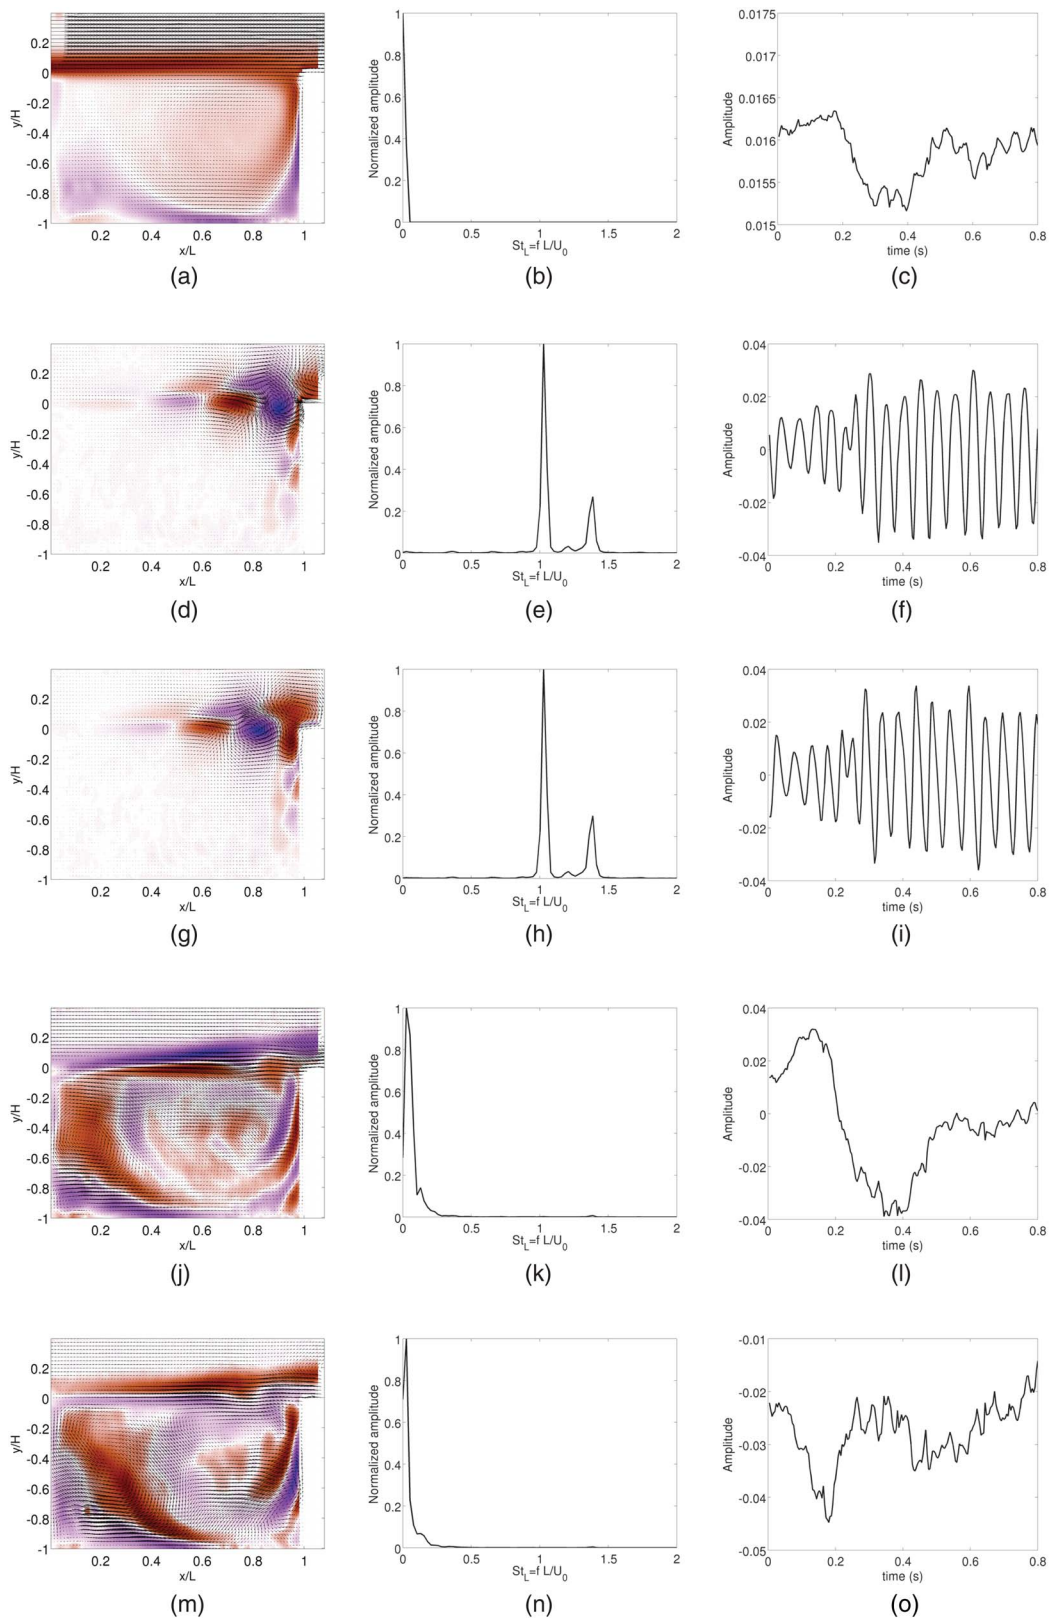 0.2
0
-0.2
-0.4
-0.6
-0.8
-1
y/H
0.2 0.4 0.6 0.8 1
x/L
(a)
1
0.8
0.6
0.4
0.2
0
Normalized amplitude
0 0.5 1 1.5 2
St_L=f L/U_0
(b)
0.0175
0.017
0.0165
0.016
0.0155
0.015
Amplitude
0 0.2 0.4 0.6 0.8
time (s)
(c)
0.2
0
-0.2
-0.4
-0.6
-0.8
-1
y/H
0.2 0.4 0.6 0.8 1
x/L
(d)
1
0.8
0.6
0.4
0.2
0
Normalized amplitude
0 0.5 1 1.5 2
St_L=f L/U_0
(e)
0.04
0.02
0
-0.02
-0.04
Amplitude
0 0.2 0.4 0.6 0.8
time (s)
(f)
0.2
0
-0.2
-0.4
-0.6
-0.8
-1
y/H
0.2 0.4 0.6 0.8 1
x/L
(g)
1
0.8
0.6
0.4
0.2
0
Normalized amplitude
0 0.5 1 1.5 2
St_L=f L/U_0
(h)
0.04
0.02
0
-0.02
-0.04
Amplitude
0 0.2 0.4 0.6 0.8
time (s)
(i)
0.2
0
-0.2
-0.4
-0.6
-0.8
-1
y/H
0.2 0.4 0.6 0.8 1
x/L
(j)
1
0.8
0.6
0.4
0.2
0
Normalized amplitude
0 0.5 1 1.5 2
St_L=f L/U_0
(k)
0.04
0.02
0
-0.02
-0.04
Amplitude
0 0.2 0.4 0.6 0.8
time (s)
(l)
0.2
0
-0.2
-0.4
-0.6
-0.8
-1
y/H
0.2 0.4 0.6 0.8 1
x/L
(m)
1
0.8
0.6
0.4
0.2
0
Normalized amplitude
0 0.5 1 1.5 2
St_L=f L/U_0
(n)
-0.01
-0.02
-0.03
-0.04
-0.05
Amplitude
0 0.2 0.4 0.6 0.8
time (s)
(o)